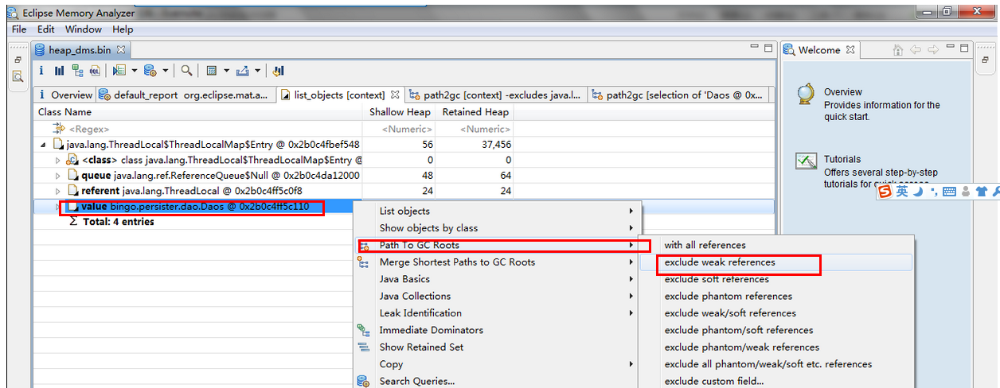 Eclipse Memory Analyzer
File Edit Window Help
heap_dms.bin
Welcome
i Overview default_report org.eclipse.mat.a... list_objects [context] path2gc [context] -excludes java.l... path2gc [selection of 'Daos @ 0x...
Class Name Shallow Heap Retained Heap
<Regex> <Numeric> <Numeric>
java.lang.ThreadLocal$ThreadLocalMap$Entry @ 0x2b0c4fbef548 56 37,456
<class> class java.lang.ThreadLocal$ThreadLocalMap$Entry @ 0 0
queue java.lang.ref.ReferenceQueue$Null @ 0x2b0c4da12000 48 64
referent java.lang.ThreadLocal @ 0x2b0c4ff5c0f8 24 24
value bingo.persister.dao.Daos @ 0x2b0c4ff5c110
Σ Total: 4 entries
List objects
Show objects by class
Path To GC Roots
Merge Shortest Paths to GC Roots
Java Basics
Java Collections
Leak Identification
Immediate Dominators
Show Retained Set
Copy
Search Queries...
with all references
exclude weak references
exclude soft references
exclude phantom references
exclude weak/soft references
exclude phantom/soft references
exclude phantom/weak references
exclude all phantom/weak/soft etc. references
exclude custom field...
Overview
Provides information for the
quick start.
Tutorials
Offers several step-by-step
tutorials for
S 英